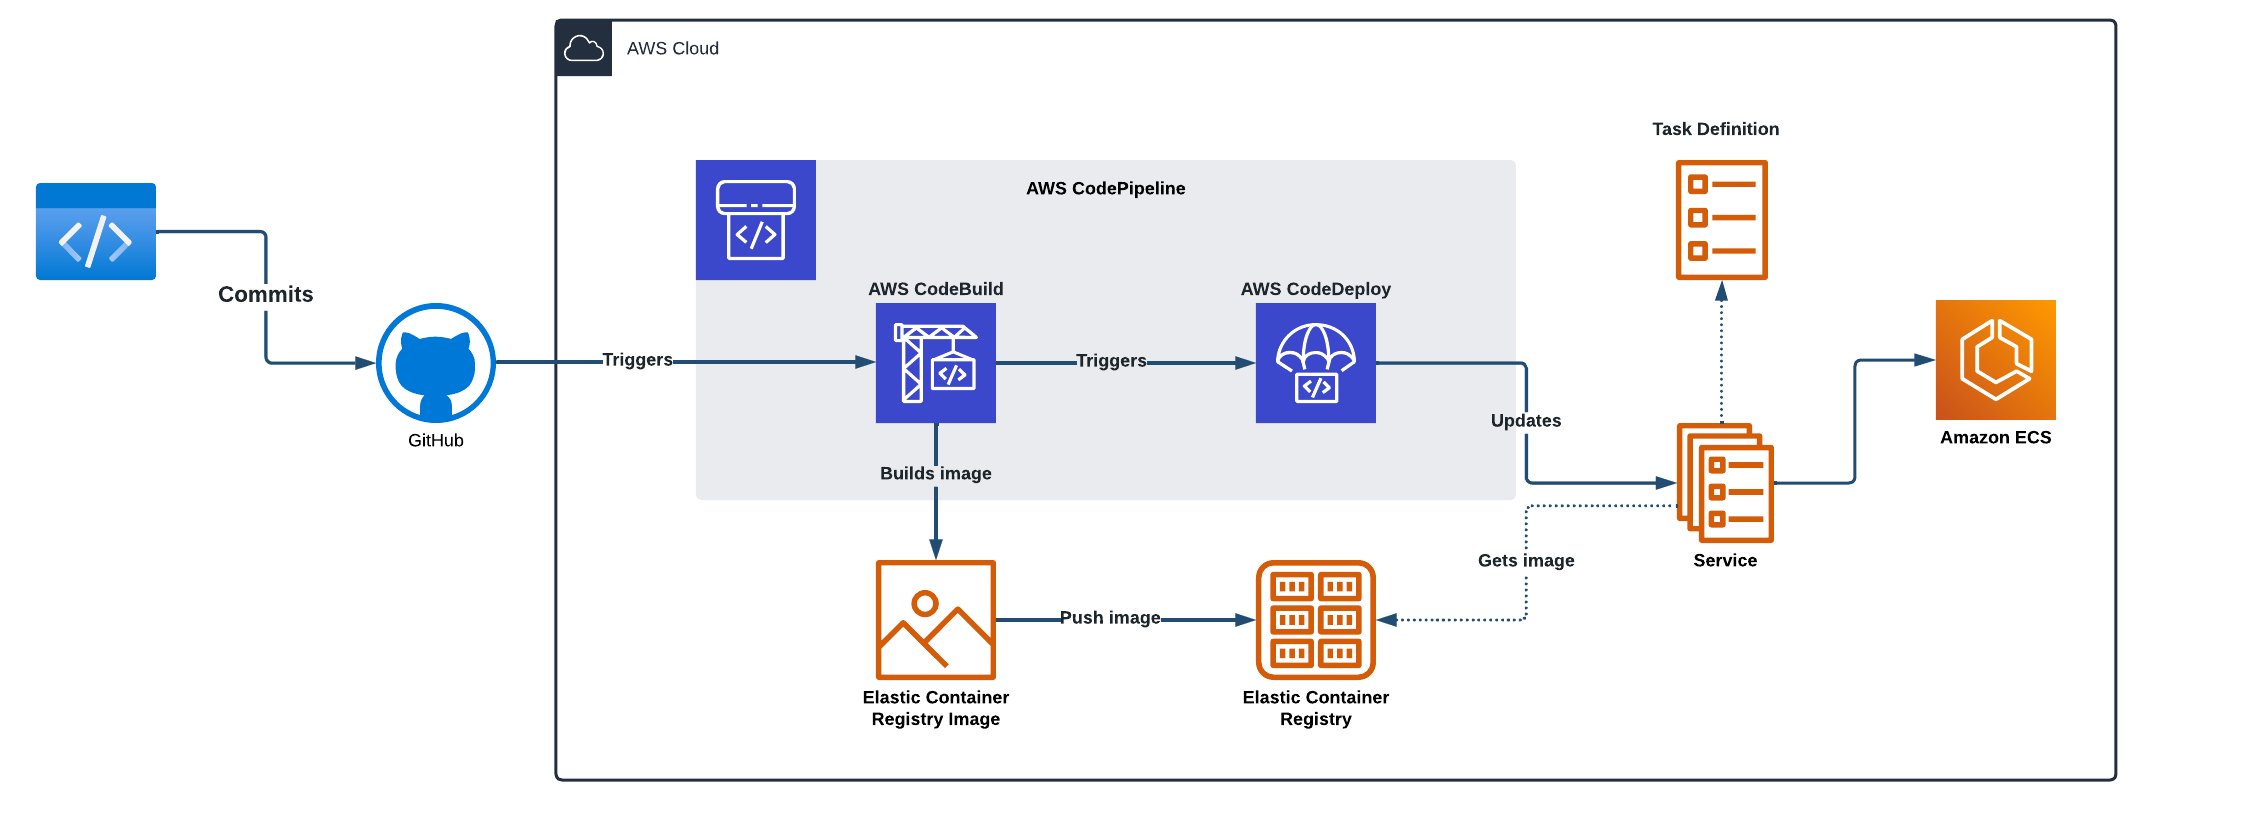 AWS Cloud
Task Definition
AWS CodePipeline
AWS CodeBuild
AWS CodeDeploy
Commits
Triggers
Triggers
Updates
GitHub
Amazon ECS
Builds image
Gets image
Service
Push image
Elastic Container
Registry Image
Elastic Container
Registry